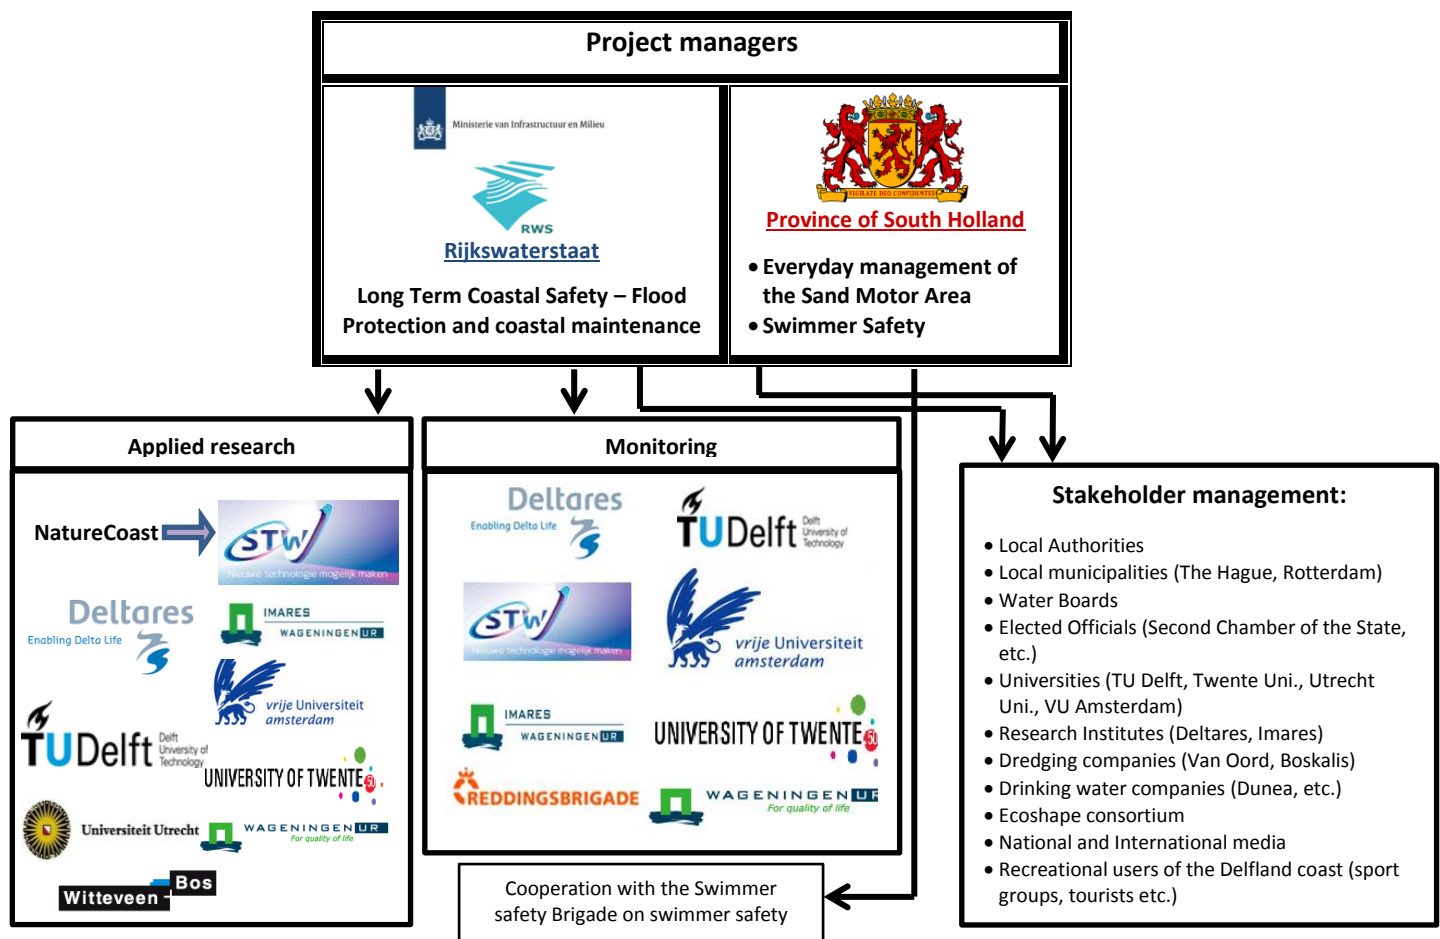 Project managers
Ministerie van Infrastructuur en Milieu
RWS
Rijkswaterstaat
Long Term Coastal Safety – Flood
Protection and coastal maintenance
VIGILATE DEO CONFIDENTES
Province of South Holland
• Everyday management of
the Sand Motor Area
• Swimmer Safety
Applied research
NatureCoast
STW
Nieuwe technologie mogelijk maken
Deltares
Enabling Delta Life
IMARES
WAGENINGEN UR
vrije Universiteit
amsterdam
TU Delft
Delft
University of
Technology
UNIVERSITY OF TWENTE
50
Universiteit Utrecht
WAGENINGEN UR
For quality of life
Witteveen + Bos
Monitoring
Deltares
Enabling Delta Life
TU Delft
Delft
University of
Technology
STW
Nieuwe technologie mogelijk maken
vrije Universiteit
amsterdam
IMARES
WAGENINGEN UR
UNIVERSITY OF TWENTE
50
REDDINGSBRIGADE
WAGENINGEN UR
For quality of life
Cooperation with the Swimmer
safety Brigade on swimmer safety
Stakeholder management:
• Local Authorities
• Local municipalities (The Hague, Rotterdam)
• Water Boards
• Elected Officials (Second Chamber of the State,
etc.)
• Universities (TU Delft, Twente Uni., Utrecht
Uni., VU Amsterdam)
• Research Institutes (Deltares, Imares)
• Dredging companies (Van Oord, Boskalis)
• Drinking water companies (Dunea, etc.)
• Ecoshape consortium
• National and International media
• Recreational users of the Delfland coast (sport
groups, tourists etc.)